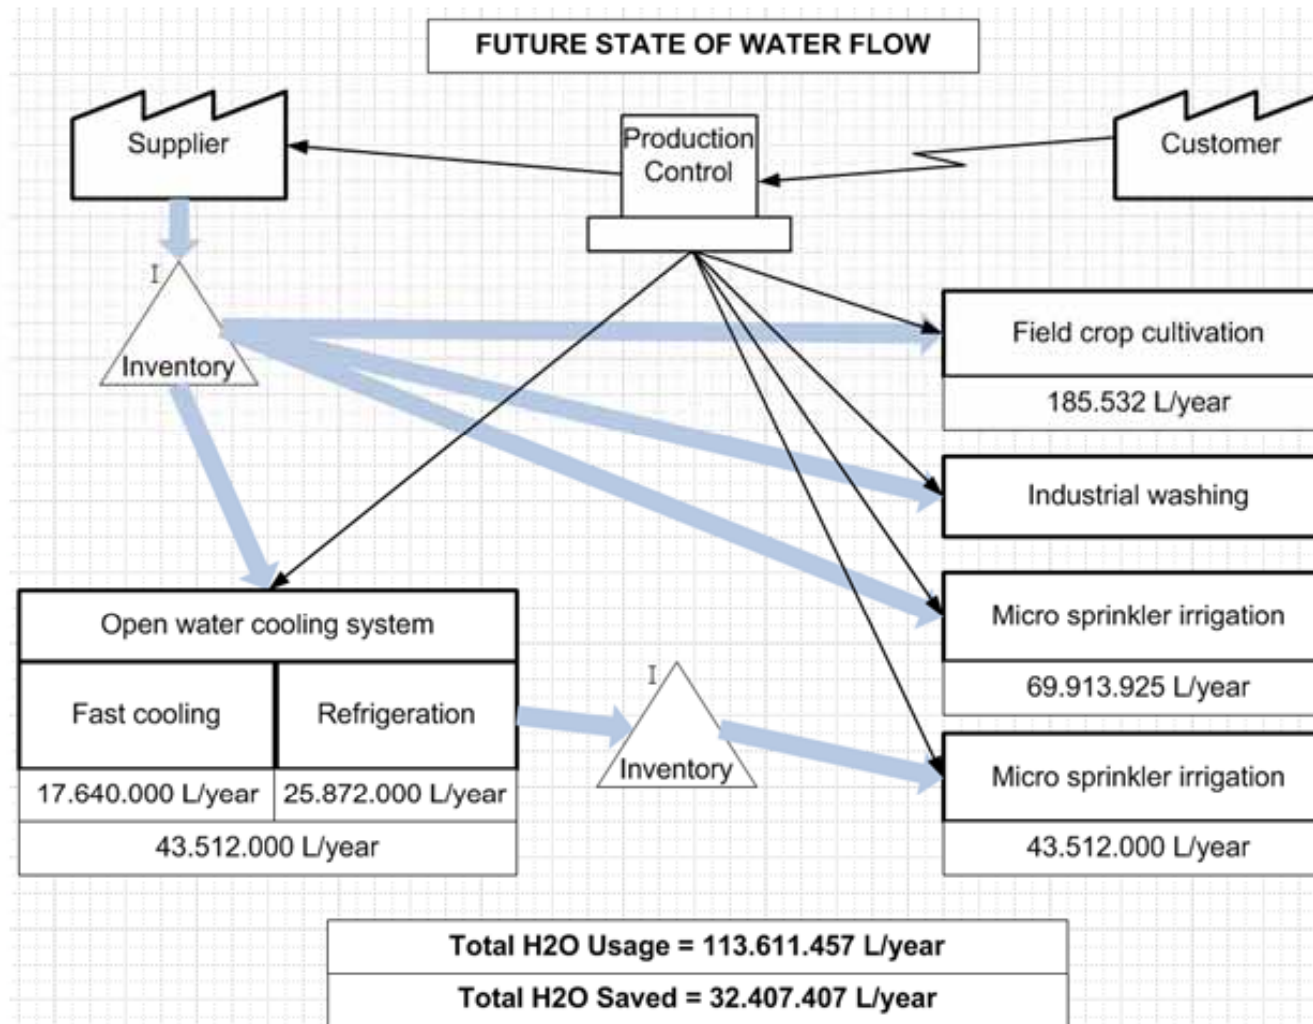 FUTURE STATE OF WATER FLOW
Supplier
Production
Control
Customer
I
Inventory
Field crop cultivation
185.532 L/year
Industrial washing
Micro sprinkler irrigation
69.913.925 L/year
Open water cooling system
Fast cooling
Refrigeration
17.640.000 L/year
25.872.000 L/year
43.512.000 L/year
I
Inventory
Micro sprinkler irrigation
43.512.000 L/year
Total H2O Usage = 113.611.457 L/year
Total H2O Saved = 32.407.407 L/year